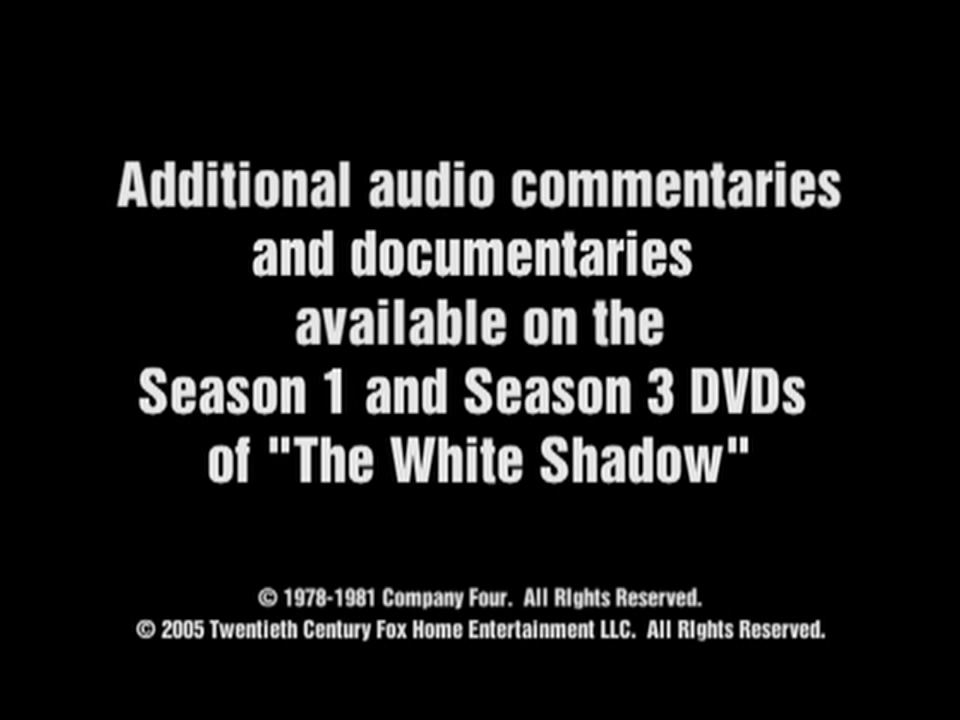 Additional audio commentaries
and documentaries
available on the
Season 1 and Season 3 DVDs
of "The White Shadow"
© 1978-1981 Company Four. All RIghts Reserved.
© 2005 Twentieth Century Fox Home Entertainment LLC. All RIghts Reserved.